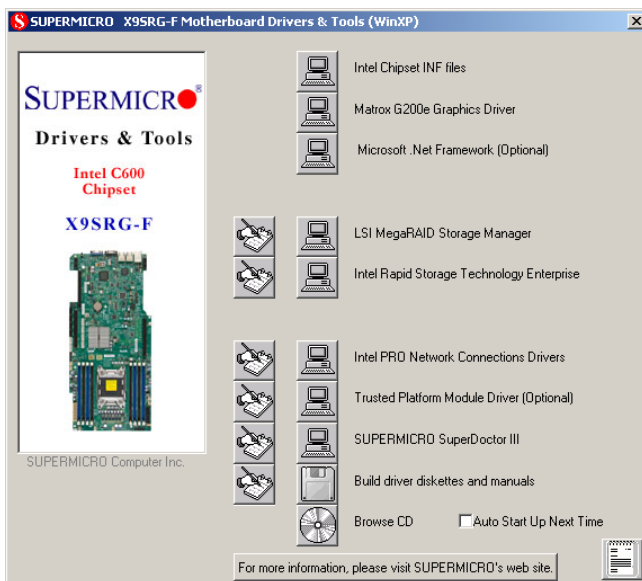 SUPERMICRO X9SRG-F Motherboard Drivers & Tools (WinXP)
SUPERMICRO®
Drivers & Tools
Intel C600
Chipset
X9SRG-F
SUPERMICRO Computer Inc.
Intel Chipset INF files
Matrox G200e Graphics Driver
Microsoft .Net Framework (Optional)
LSI MegaRAID Storage Manager
Intel Rapid Storage Technology Enterprise
Intel PRO Network Connections Drivers
Trusted Platform Module Driver (Optional)
SUPERMICRO SuperDoctor III
Build driver diskettes and manuals
Browse CD
Auto Start Up Next Time
For more information, please visit SUPERMICRO's web site.